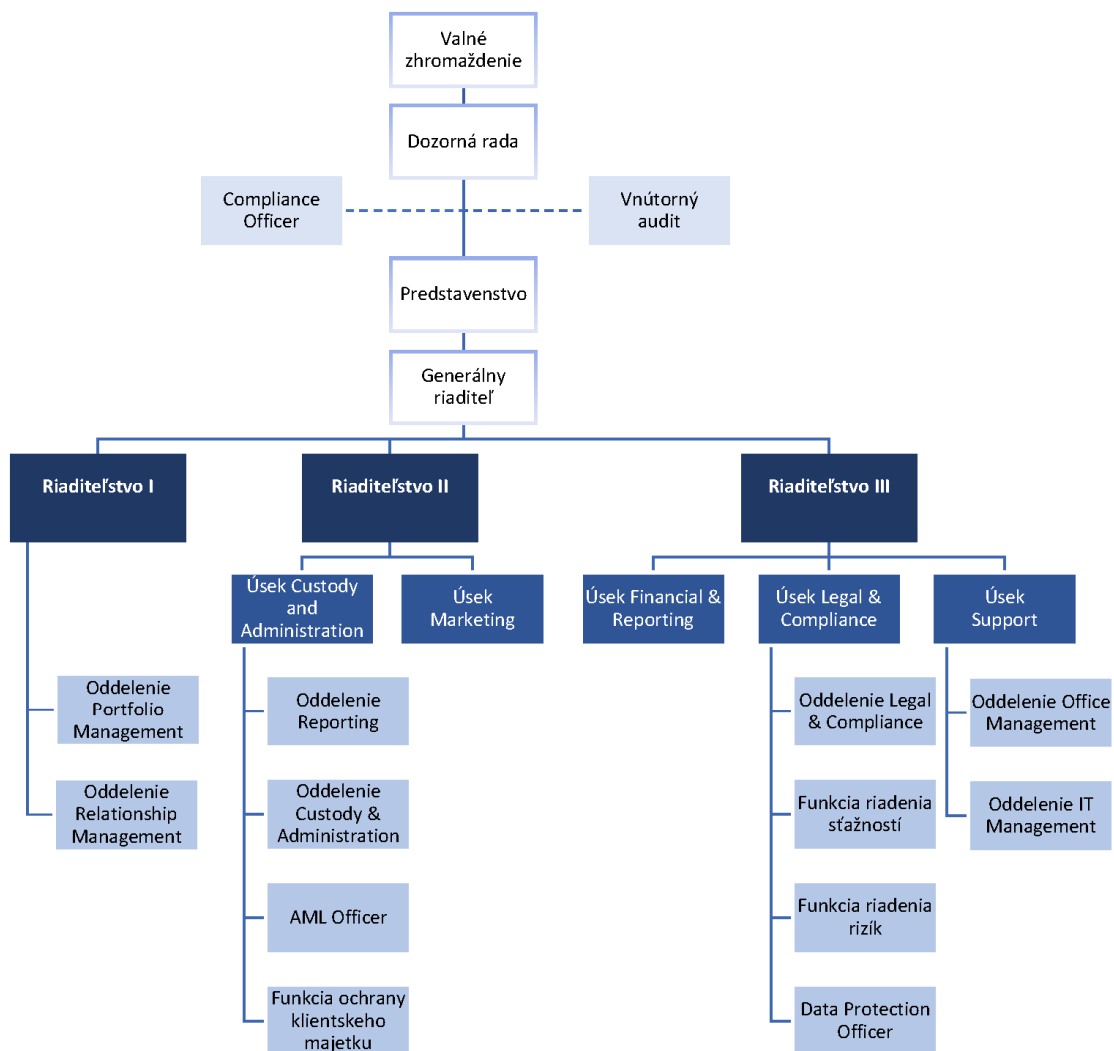 Valné
zhromaždenie
Dozorná rada
Compliance
Officer
Vnútorný
audit
Predstavenstvo
Generálny
riaditeľ
Riaditeľstvo I
Riaditeľstvo II
Riaditeľstvo III
Úsek Custody
and
Administration
Úsek
Marketing
Úsek Financial &
Reporting
Úsek Legal &
Compliance
Úsek
Support
Oddelenie
Portfolio
Management
Oddelenie
Relationship
Management
Oddelenie
Reporting
Oddelenie
Custody &
Administration
AML Officer
Funkcia ochrany
klientskeho
majetku
Oddelenie Legal
& Compliance
Funkcia riadenia
sťažností
Funkcia riadenia
rizík
Data Protection
Officer
Oddelenie Office
Management
Oddelenie IT
Management